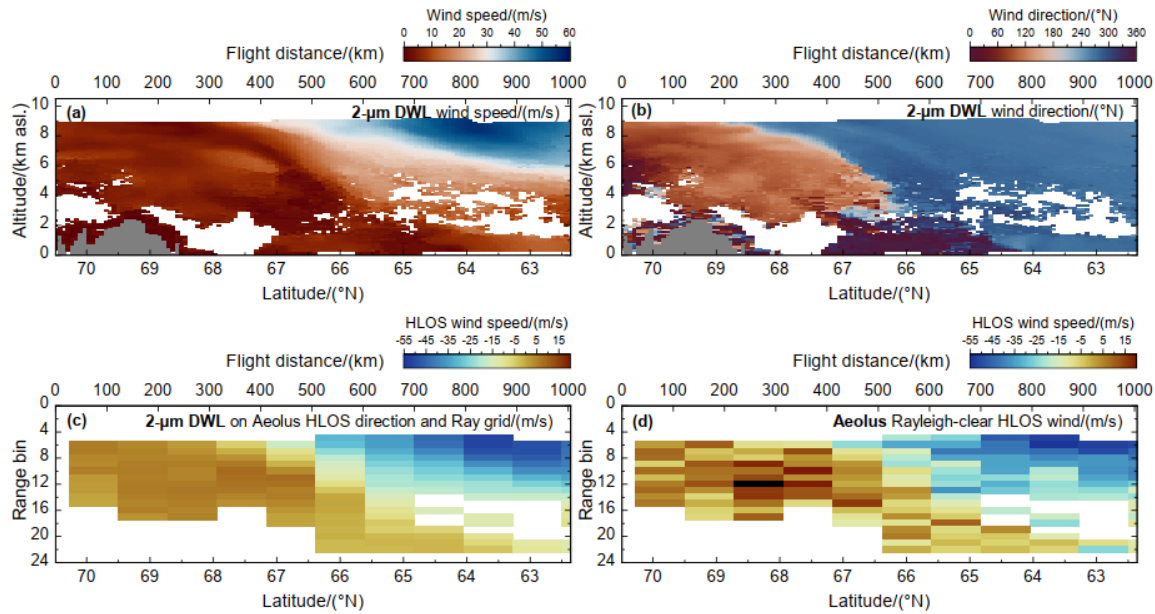 Wind speed/(m/s)
0 10 20 30 40 50 60
Flight distance/(km)
0 100 200 300 400 500 600 700 800 900 1000
(a) 2-µm DWL wind speed/(m/s)
Altitude/(km asl.)
10
8
6
4
2
0
70 69 68 67 66 65 64 63
Latitude/(°N)
Wind direction/(°N)
0 60 120 180 240 300 360
Flight distance/(km)
0 100 200 300 400 500 600 700 800 900 1000
(b) 2-µm DWL wind direction/(°N)
Altitude/(km asl.)
10
8
6
4
2
0
70 69 68 67 66 65 64 63
Latitude/(°N)
HLOS wind speed/(m/s)
-55 -45 -35 -25 -15 -5 5 15
Flight distance/(km)
0 100 200 300 400 500 600 700 800 900 1000
(c) 2-µm DWL on Aeolus HLOS direction and Ray grid/(m/s)
Range bin
0
4
8
12
16
20
24
70 69 68 67 66 65 64 63
Latitude/(°N)
HLOS wind speed/(m/s)
-55 -45 -35 -25 -15 -5 5 15
Flight distance/(km)
0 100 200 300 400 500 600 700 800 900 1000
(d) Aeolus Rayleigh-clear HLOS wind/(m/s)
Range bin
0
4
8
12
16
20
24
70 69 68 67 66 65 64 63
Latitude/(°N)